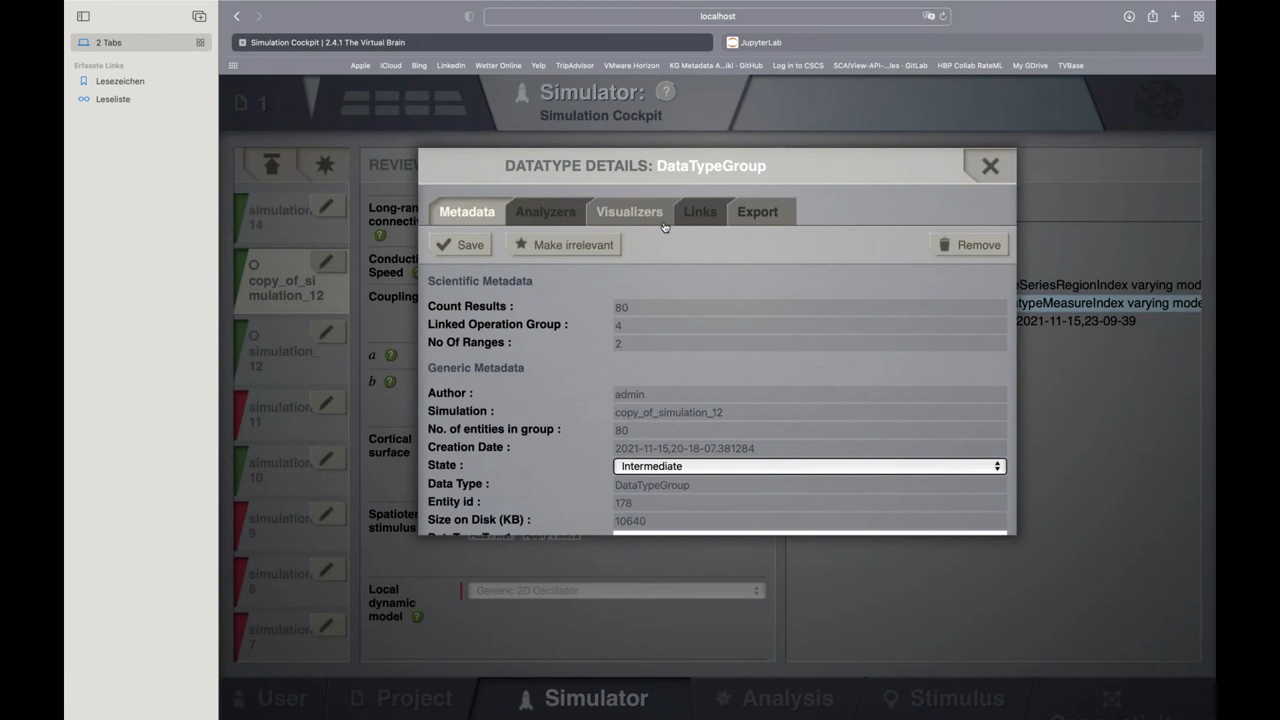 localhost
2 Tabs
Simulation Cockpit | 2.4.1 The Virtual Brain
JupyterLab
Erfasste Links
Apple iCloud Bing LinkedIn Wetter Online Yelp TripAdvisor VMware Horizon KG Metadata A...iki · GitHub Log in to CSCS SCAIView-API-...les · GitLab HBP Collab RateML My GDrive TVBase
Lesezeichen
Leseliste
1
Simulator: ?
Simulation Cockpit
REVIEW
DATATYPE DETAILS: DataTypeGroup
Metadata Analyzers Visualizers Links Export
Save Make irrelevant Remove
Scientific Metadata
Count Results : 80
Linked Operation Group : 4
No Of Ranges : 2
Generic Metadata
Author : admin
Simulation : copy_of_simulation_12
No. of entities in group : 80
Creation Date : 2021-11-15,20-18-07.381284
State : Intermediate
Data Type : DataTypeGroup
Entity id : 178
Size on Disk (KB) : 10640
simulation
14
copy_of_si
mulation_12
simulation_
12
simulation
11
simulation
10
simulation
9
simulation
8
simulation
7
Long-ran
connectiv
?
Conducti
Speed ?
Coupling
a ?
b ?
Cortical
surface
Spatioter
stimulus
Local
dynamic
model ?
Generic 2D Oscillator
eSeriesRegionIndex varying mod
atypeMeasureIndex varying mode
2021-11-15,23-09-39
User Project Simulator Analysis Stimulus